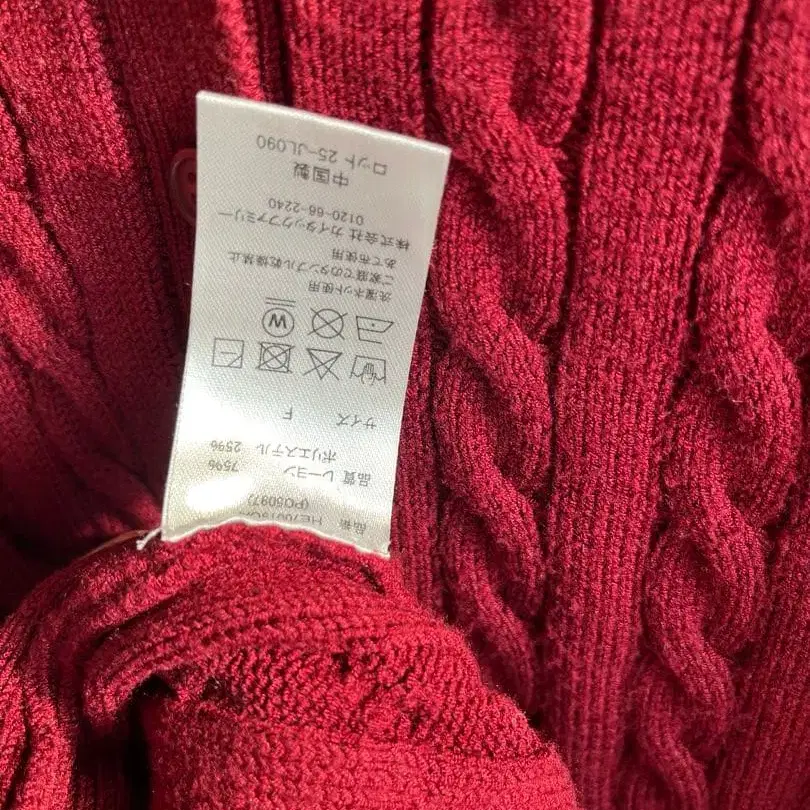 品番
品質 レーヨン 75%
ポリエステル 25%
サイズ F
W
洗濯ネット使用
ご家庭でのタンブル乾燥禁止
あて布使用
株式会社 カイタックファミリー
0120-66-2240
中国製
ロット 25-JL090